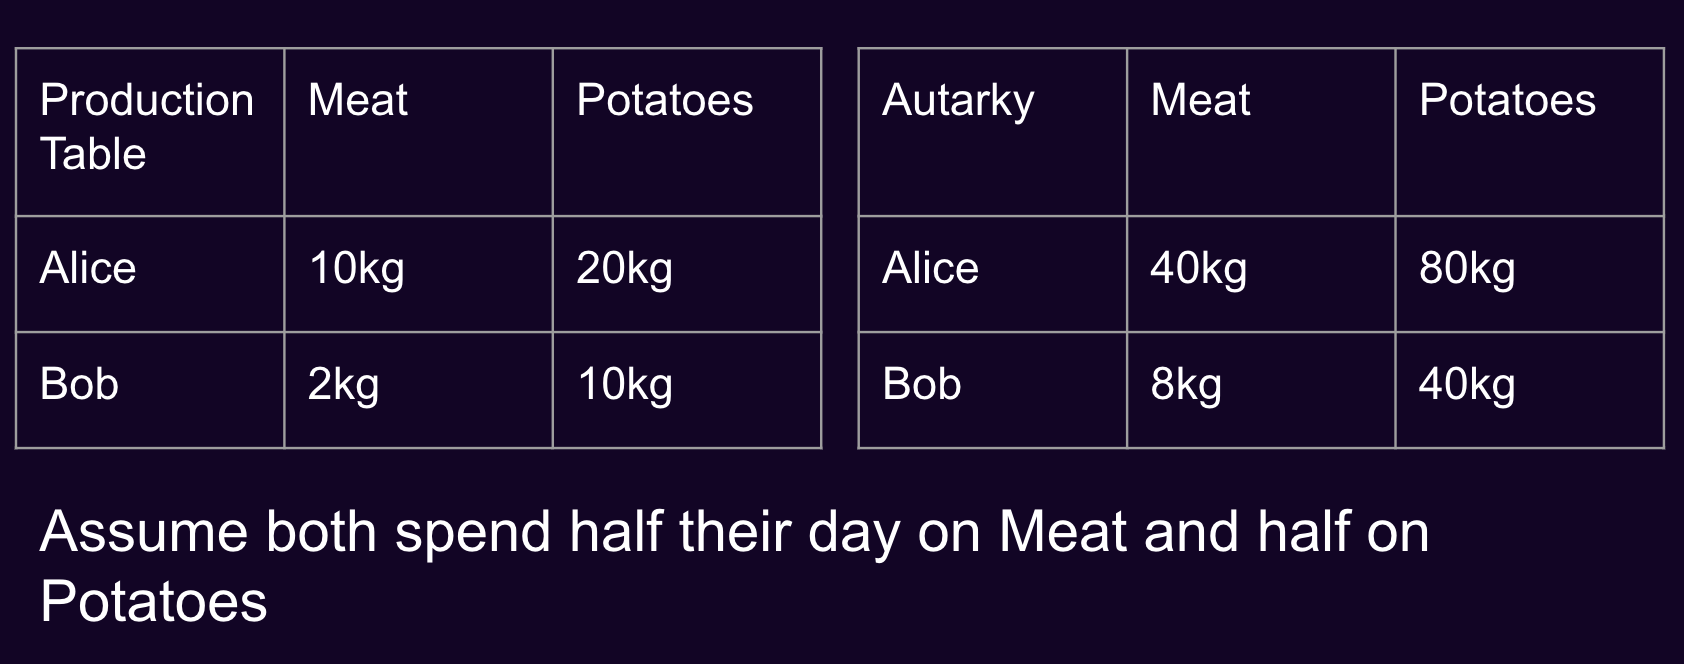 Production Table Meat Potatoes
Alice 10kg 20kg
Bob 2kg 10kg
Autarky Meat Potatoes
Alice 40kg 80kg
Bob 8kg 40kg
Assume both spend half their day on Meat and half on
Potatoes